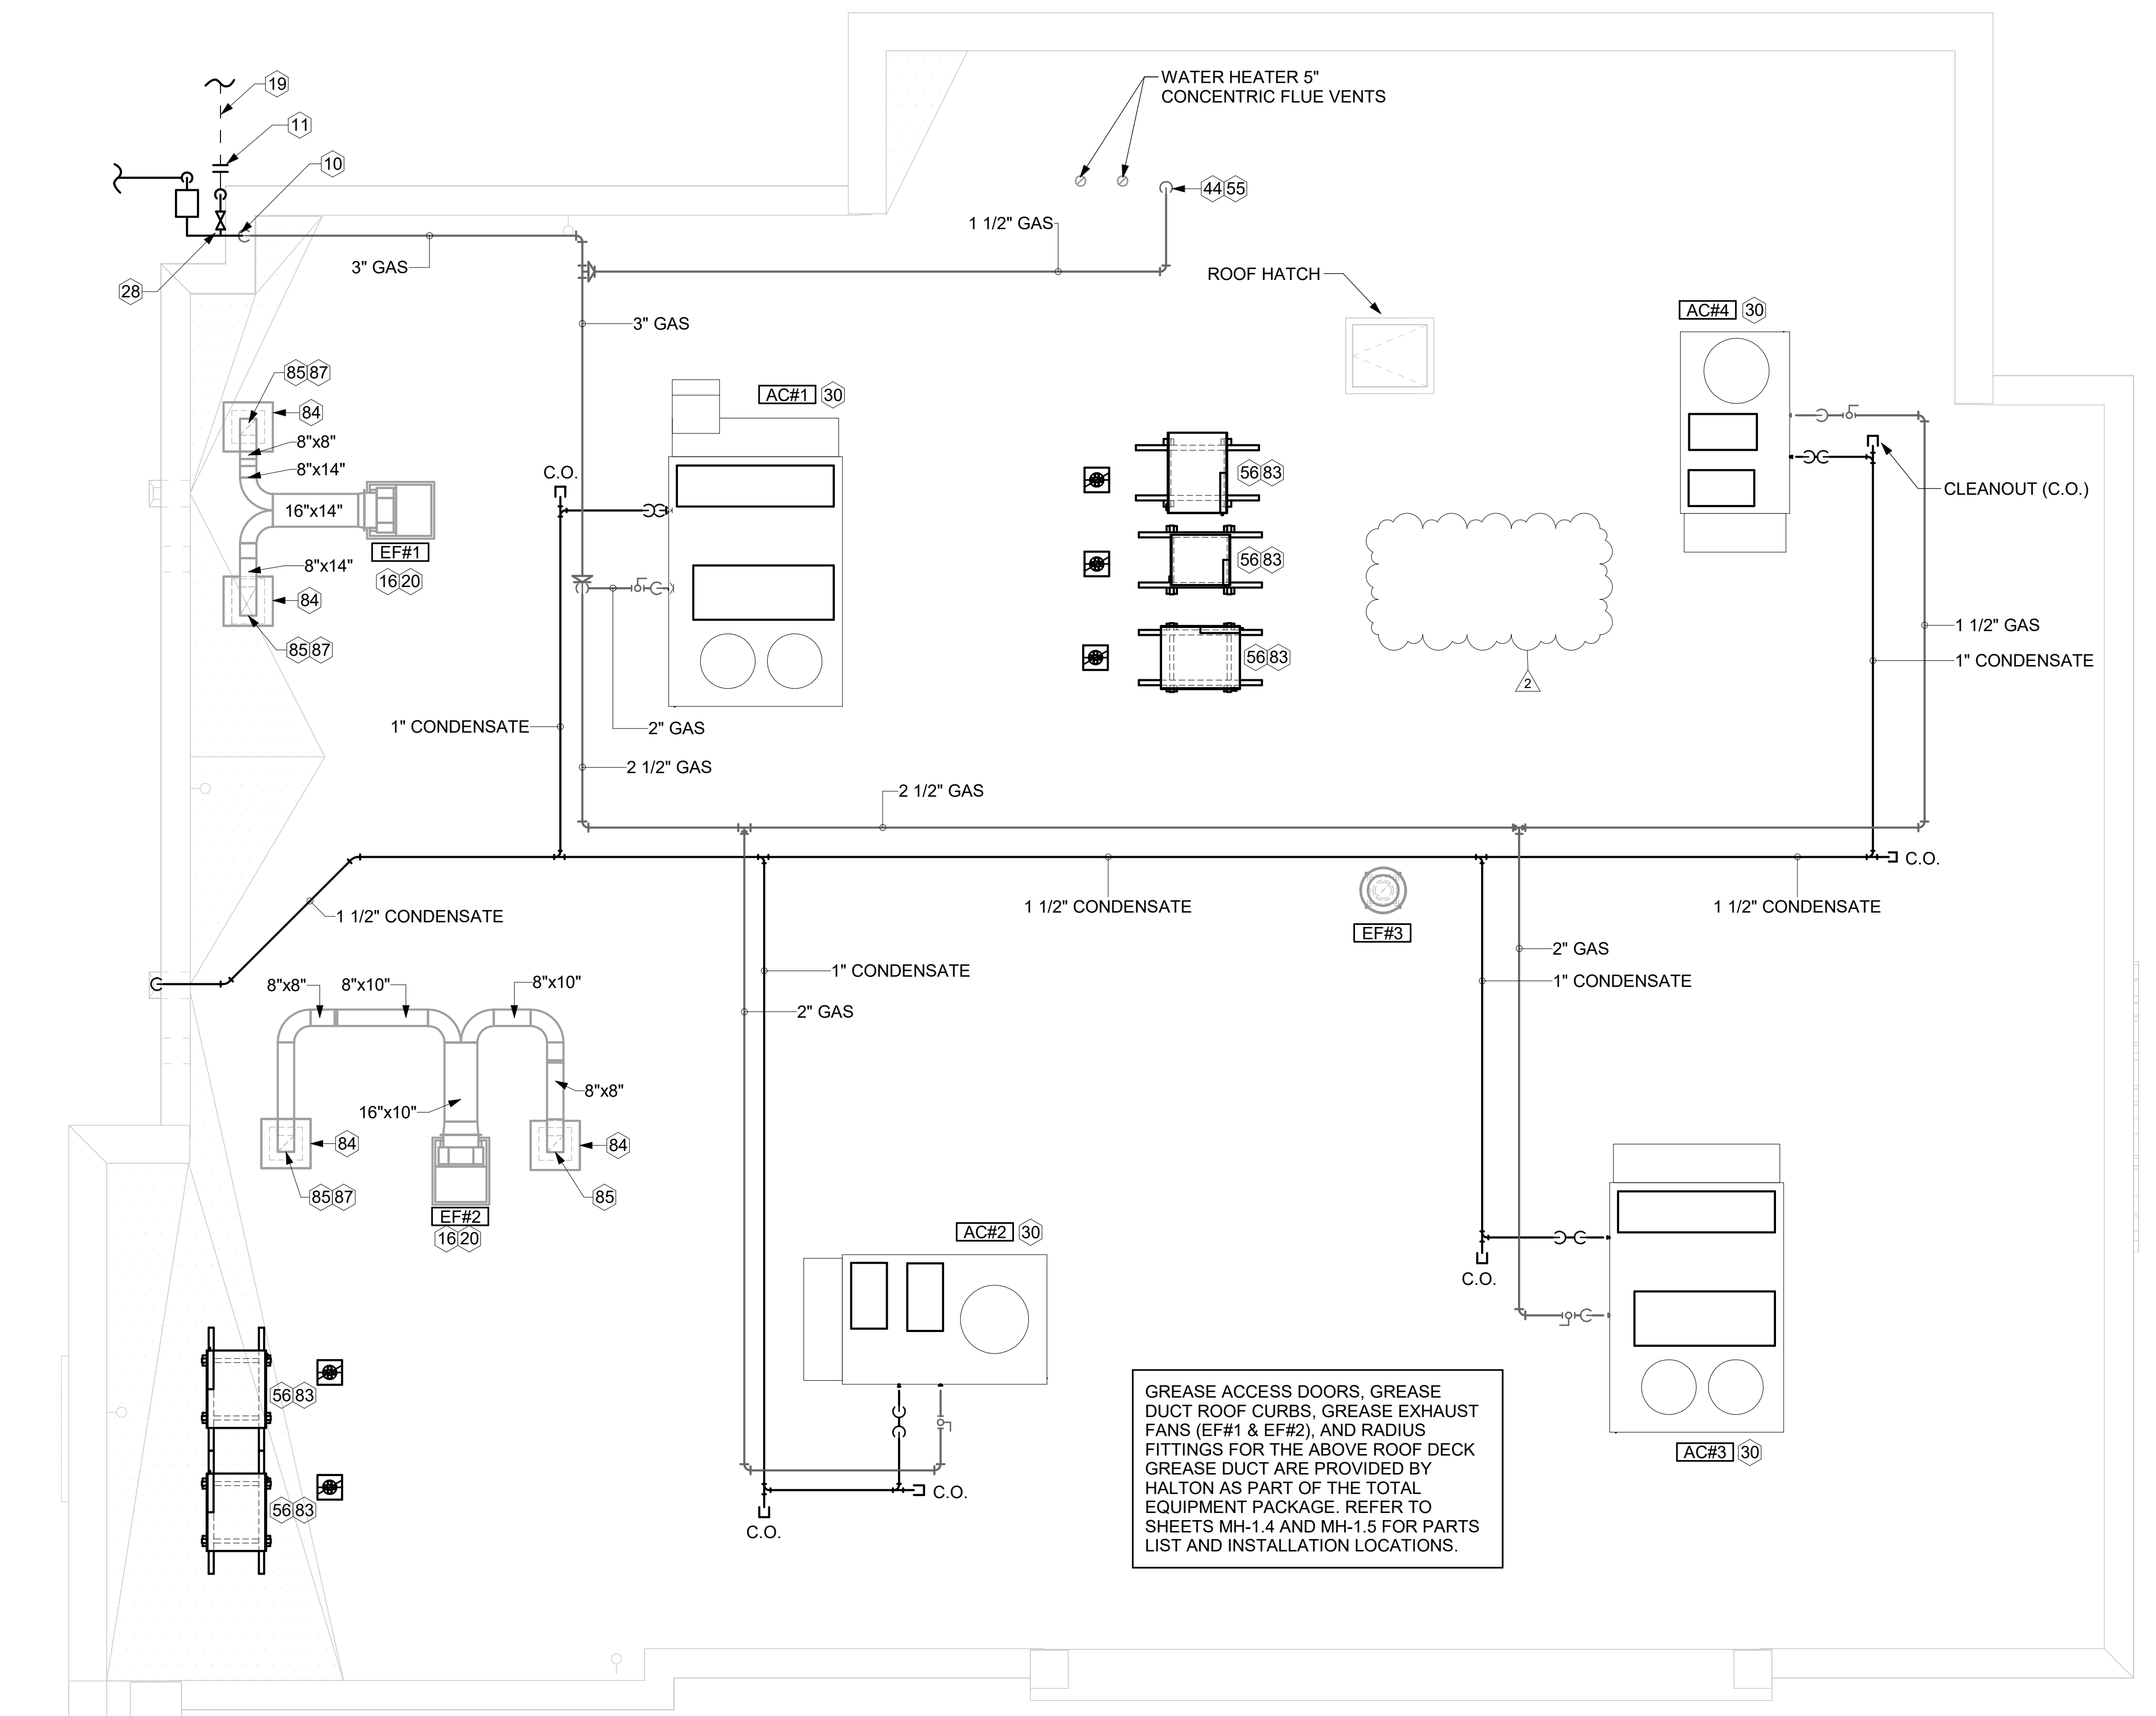 WATER HEATER 5"
CONCENTRIC FLUE VENTS
19
11
10
44 55
1 1/2" GAS
3" GAS
ROOF HATCH
28
3" GAS
AC#4 30
85 87
84
AC#1 30
8"x8"
8"x14"
C.O.
56 83
CLEANOUT (C.O.)
16"x14"
EF#1
8"x14"
16 20
56 83
84
1 1/2" GAS
85 87
56 83
1" CONDENSATE
2
1" CONDENSATE
2" GAS
2 1/2" GAS
2 1/2" GAS
C.O.
1 1/2" CONDENSATE
1 1/2" CONDENSATE
1 1/2" CONDENSATE
EF#3
2" GAS
1" CONDENSATE
1" CONDENSATE
8"x8"
8"x10"
8"x10"
2" GAS
8"x8"
16"x10"
84
84
85 87
85
EF#2
16 20
AC#2 30
C.O.
56 83
AC#3 30
C.O.
56 83
C.O.
GREASE ACCESS DOORS, GREASE
DUCT ROOF CURBS, GREASE EXHAUST
FANS (EF#1 & EF#2), AND RADIUS
FITTINGS FOR THE ABOVE ROOF DECK
GREASE DUCT ARE PROVIDED BY
HALTON AS PART OF THE TOTAL
EQUIPMENT PACKAGE. REFER TO
SHEETS MH-1.4 AND MH-1.5 FOR PARTS
LIST AND INSTALLATION LOCATIONS.